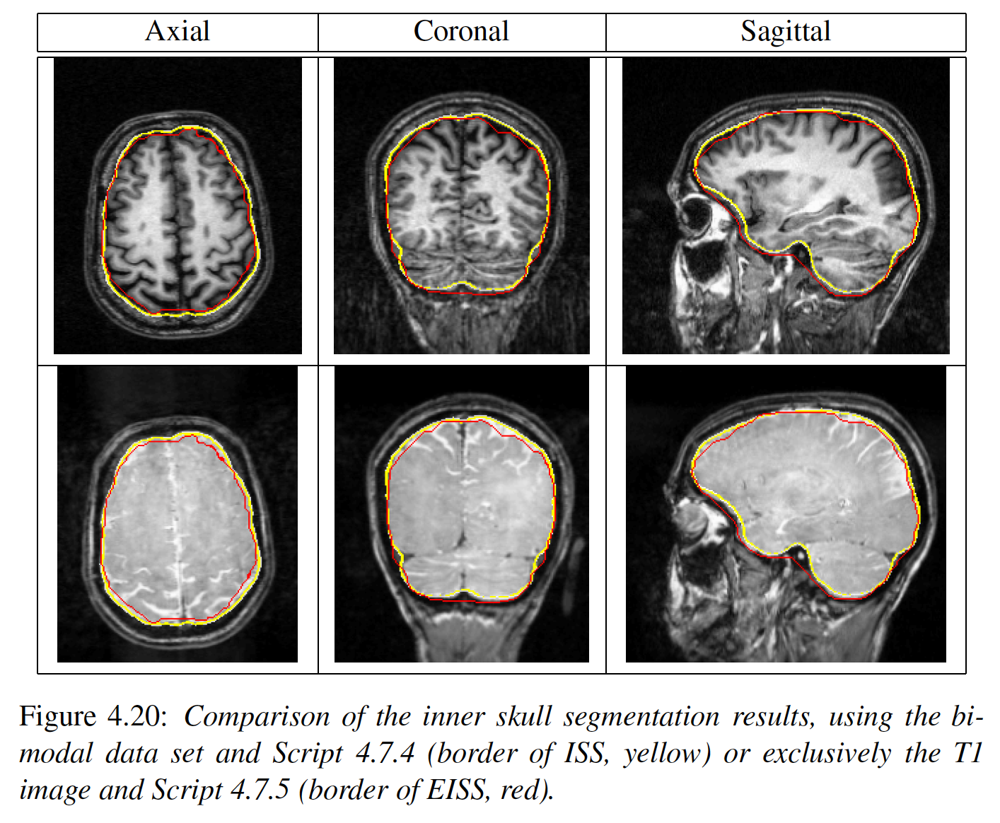 Axial Coronal Sagittal
Figure 4.20: Comparison of the inner skull segmentation results, using the bi-
modal data set and Script 4.7.4 (border of ISS, yellow) or exclusively the T1
image and Script 4.7.5 (border of EISS, red).